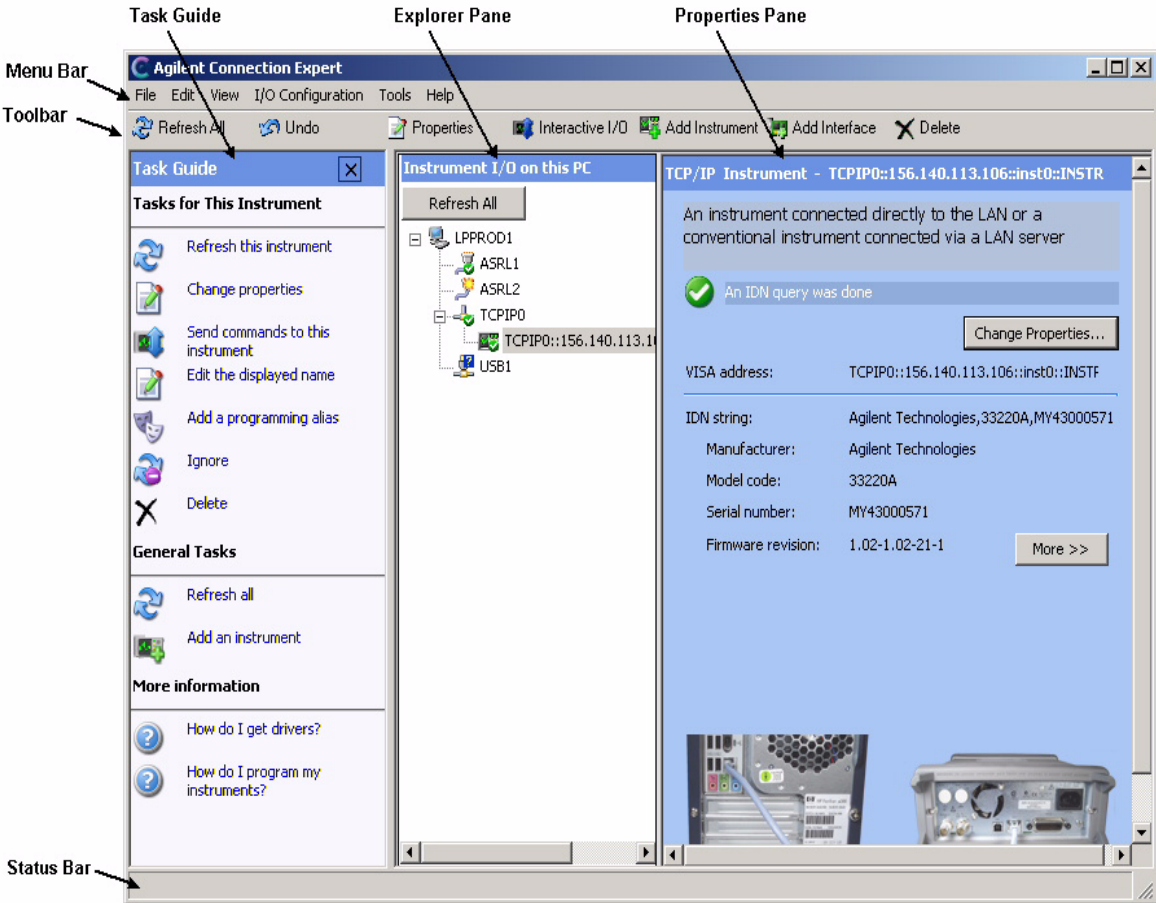 Task Guide
Explorer Pane
Properties Pane
Menu Bar
Toolbar
Status Bar
Agilent Connection Expert
File Edit View I/O Configuration Tools Help
Refresh All Undo Properties Interactive I/O Add Instrument Add Interface Delete
Task Guide
Tasks for This Instrument
Refresh this instrument
Change properties
Send commands to this
instrument
Edit the displayed name
Add a programming alias
Ignore
Delete
General Tasks
Refresh all
Add an instrument
More information
How do I get drivers?
How do I program my
instruments?
Instrument I/O on this PC
Refresh All
LPPROD1
ASRL1
ASRL2
TCPIP0
TCPIP0::156.140.113.10
USB1
TCP/IP Instrument - TCPIP0::156.140.113.106::inst0::INSTR
An instrument connected directly to the LAN or a
conventional instrument connected via a LAN server
An IDN query was done
Change Properties...
VISA address: TCPIP0::156.140.113.106::inst0::INSTR
IDN string: Agilent Technologies,33220A,MY43000571
Manufacturer: Agilent Technologies
Model code: 33220A
Serial number: MY43000571
Firmware revision: 1.02-1.02-21-1
More >>